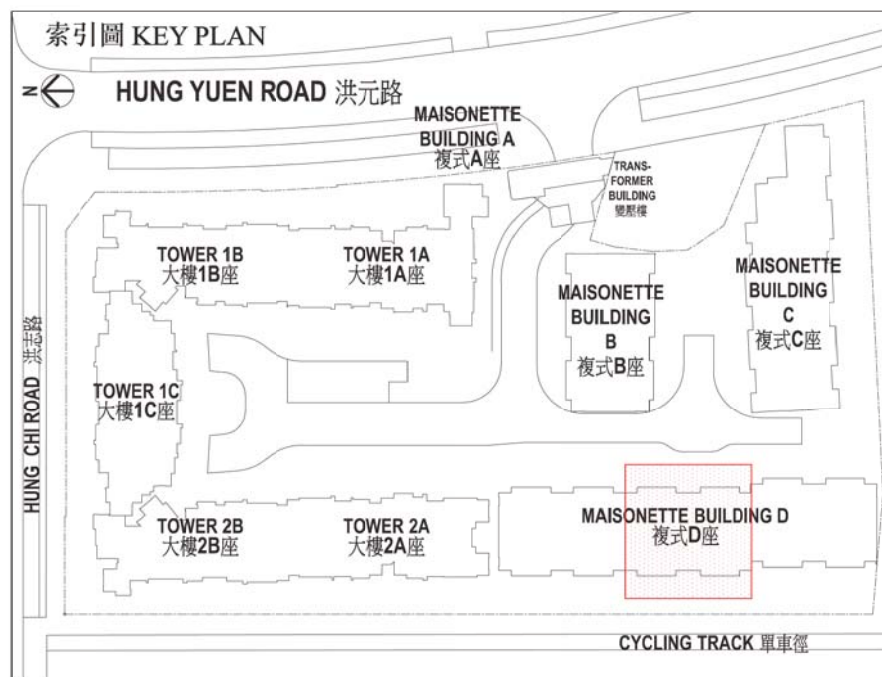 索引圖 KEY PLAN
N
HUNG YUEN ROAD 洪元路
MAISONETTE
BUILDING A
複式A座
TRANS-
FORMER
BUILDING
變壓樓
TOWER 1B
大樓1B座
TOWER 1A
大樓1A座
MAISONETTE
BUILDING
B
複式B座
MAISONETTE
BUILDING
C
複式C座
HUNG CHI ROAD 洪志路
TOWER 1C
大樓1C座
TOWER 2B
大樓2B座
TOWER 2A
大樓2A座
MAISONETTE BUILDING D
複式D座
CYCLING TRACK 單車徑